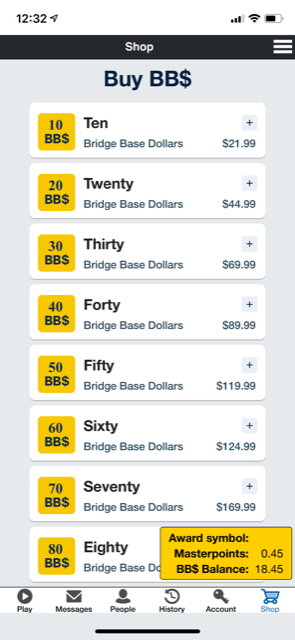 12:32
Shop
Buy BB$
10 BB$
Ten
+
Bridge Base Dollars
$21.99
20 BB$
Twenty
+
Bridge Base Dollars
$44.99
30 BB$
Thirty
+
Bridge Base Dollars
$69.99
40 BB$
Forty
+
Bridge Base Dollars
$89.99
50 BB$
Fifty
+
Bridge Base Dollars
$119.99
60 BB$
Sixty
+
Bridge Base Dollars
$124.99
70 BB$
Seventy
+
Bridge Base Dollars
$169.99
80 BB$
Eighty
Bridge Base Do
Award symbol:
Masterpoints: 0.45
BB$ Balance: 18.45
Play Messages People History Account Shop